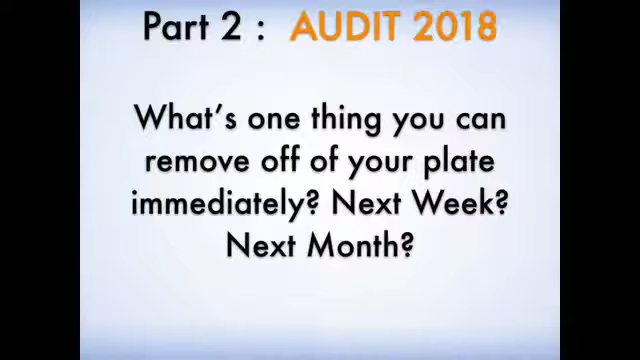 Part 2 : AUDIT 2018
What's one thing you can
remove off of your plate
immediately? Next Week?
Next Month?